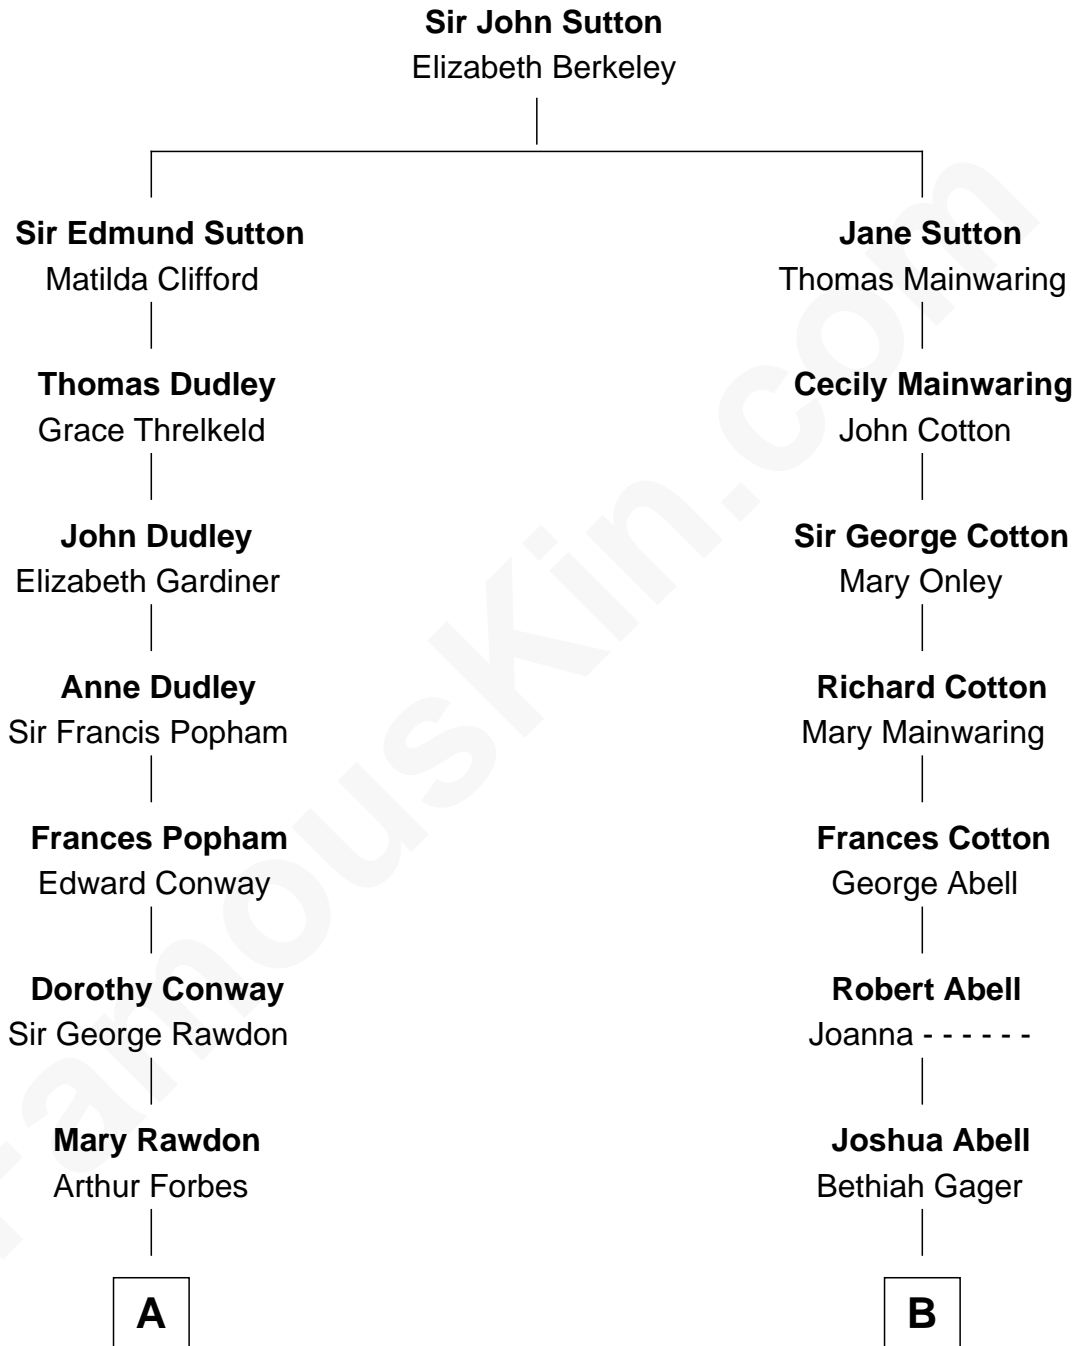 Sir John Sutton
Elizabeth Berkeley
Sir Edmund Sutton
Matilda Clifford
Jane Sutton
Thomas Mainwaring
Thomas Dudley
Grace Threlkeld
Cecily Mainwaring
John Cotton
John Dudley
Elizabeth Gardiner
Sir George Cotton
Mary Onley
Anne Dudley
Sir Francis Popham
Richard Cotton
Mary Mainwaring
Frances Popham
Edward Conway
Frances Cotton
George Abell
Dorothy Conway
Sir George Rawdon
Robert Abell
Joanna - - - - - -
Mary Rawdon
Arthur Forbes
Joshua Abell
Bethiah Gager
A
B
FamousKin.com